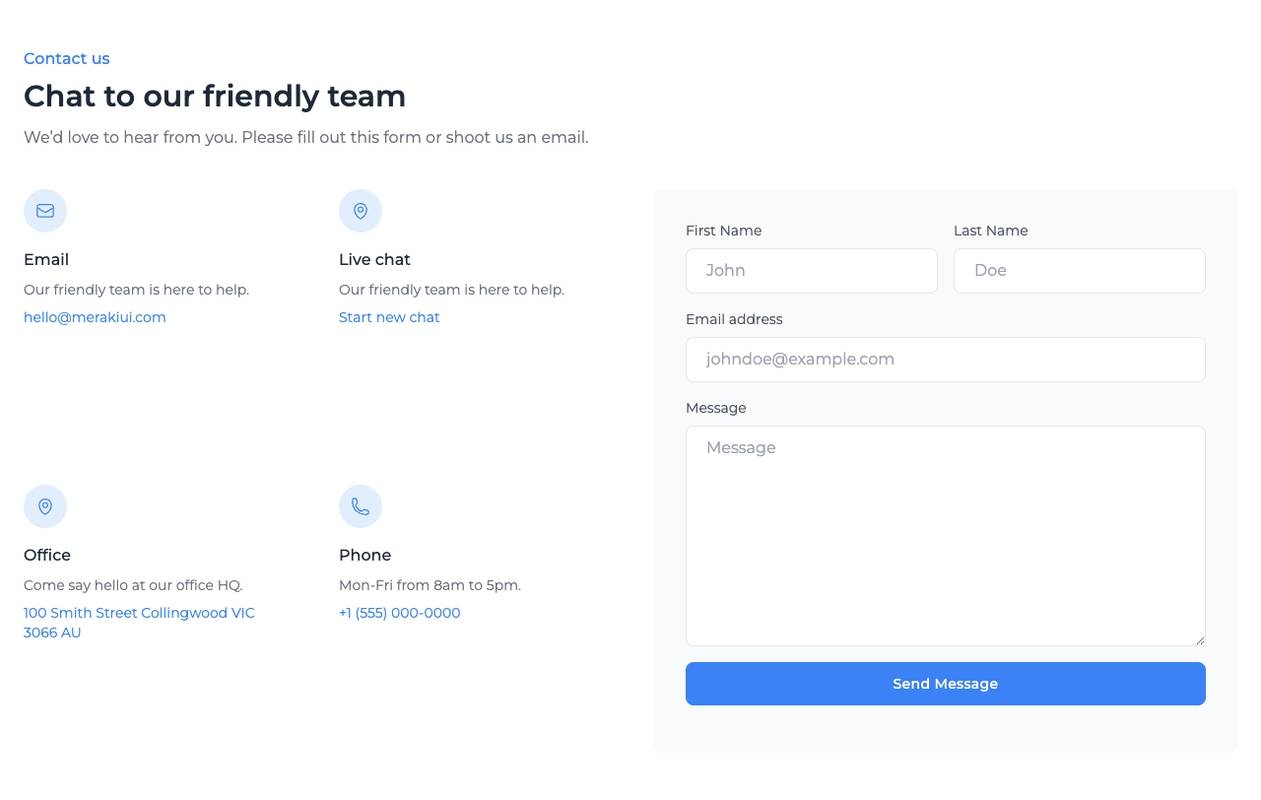 Contact us
Chat to our friendly team
We'd love to hear from you. Please fill out this form or shoot us an email.
Email
Our friendly team is here to help.
hello@merakiui.com
Live chat
Our friendly team is here to help.
Start new chat
Office
Come say hello at our office HQ.
100 Smith Street Collingwood VIC
3066 AU
Phone
Mon-Fri from 8am to 5pm.
+1 (555) 000-0000
First Name
John
Last Name
Doe
Email address
johndoe@example.com
Message
Message
Send Message